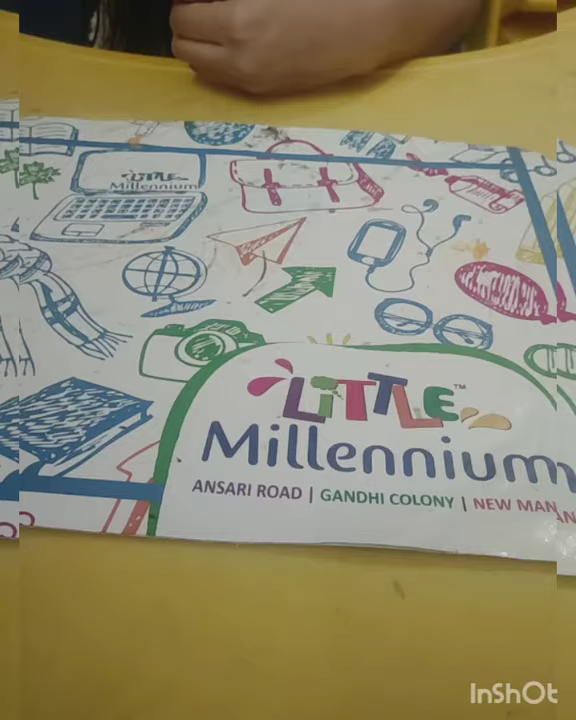 LiTTLE
Millennium
LiTTLE™
Millennium
ANSARI ROAD | GANDHI COLONY | NEW MAN
InShOt